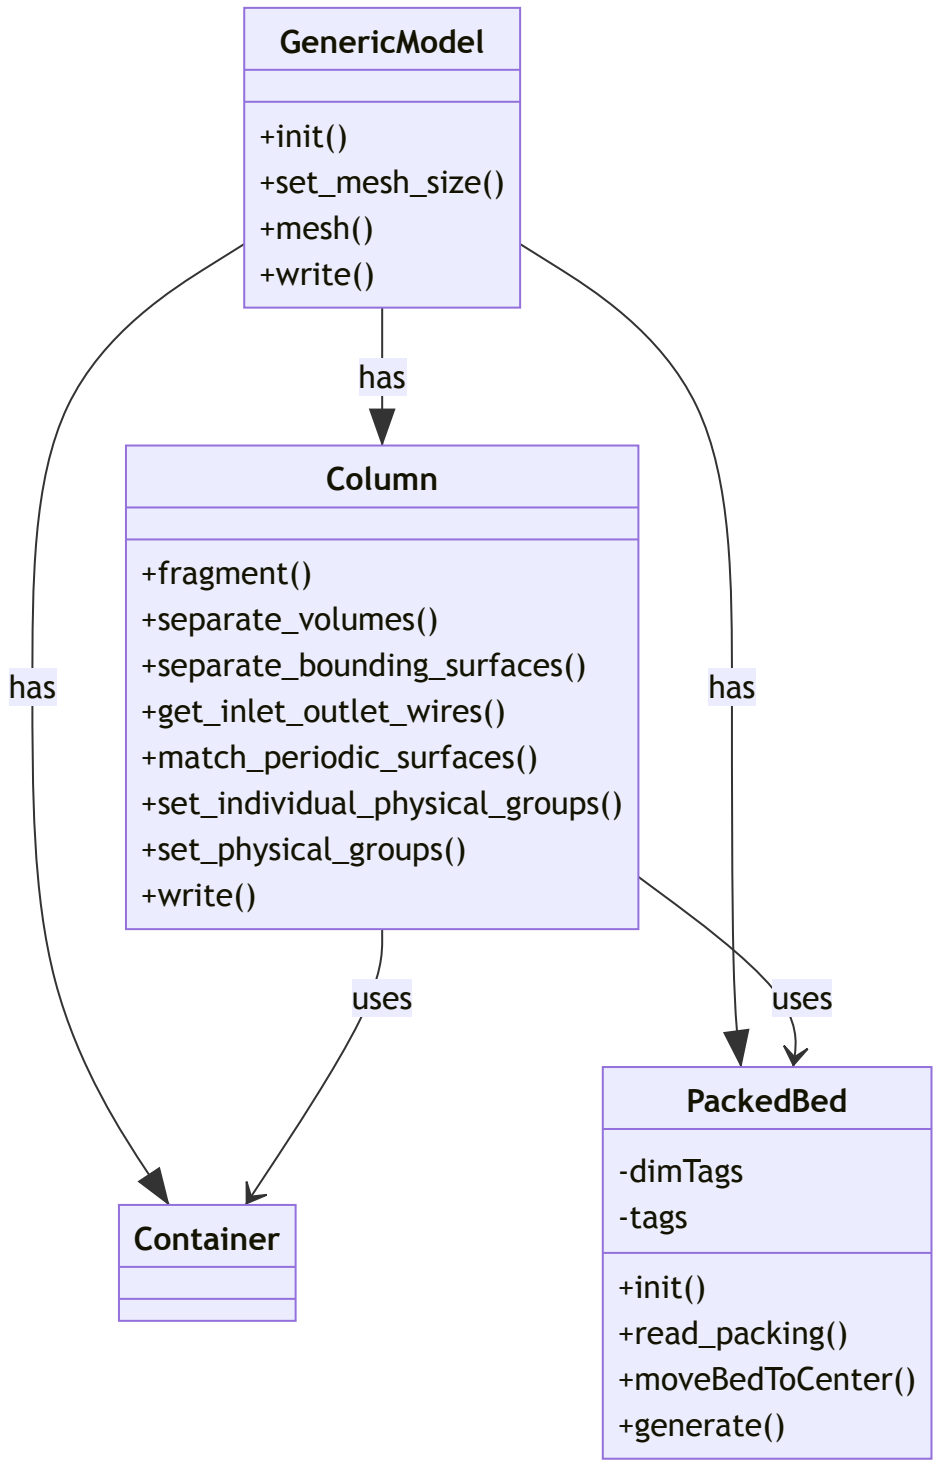 GenericModel
+init()
+set_mesh_size()
+mesh()
+write()
has
Column
+fragment()
+separate_volumes()
+separate_bounding_surfaces()
+get_inlet_outlet_wires()
+match_periodic_surfaces()
+set_individual_physical_groups()
+set_physical_groups()
+write()
has
has
uses
uses
Container
PackedBed
-dimTags
-tags
+init()
+read_packing()
+moveBedToCenter()
+generate()